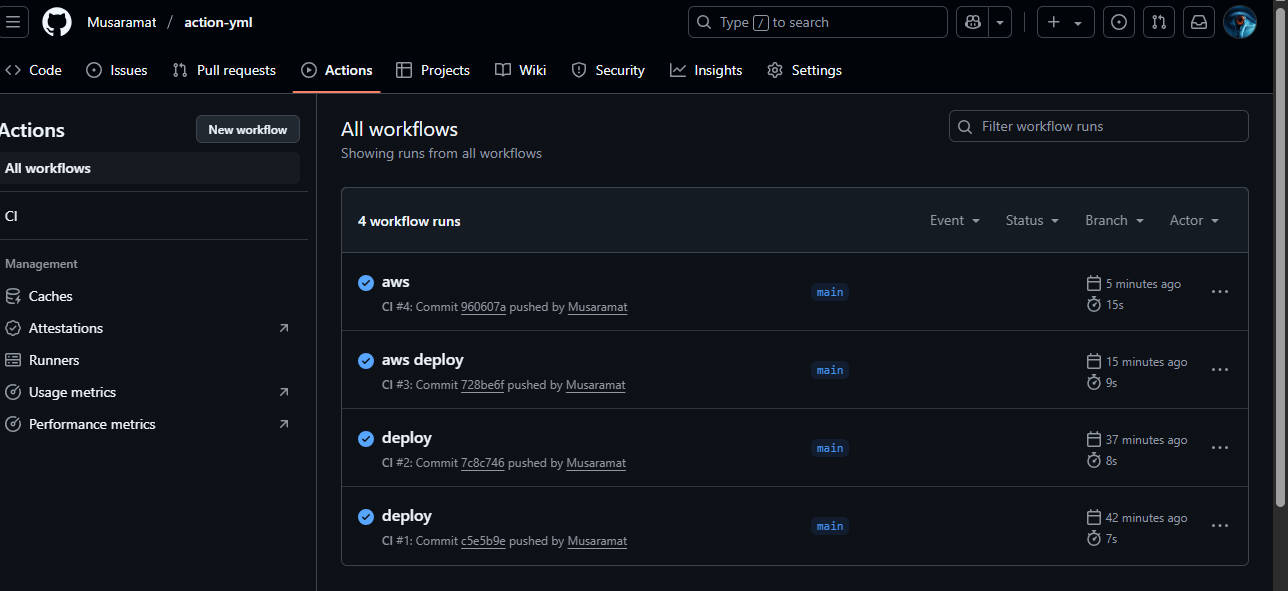 Musaramat / action-yml
Type / to search
Code
Issues
Pull requests
Actions
Projects
Wiki
Security
Insights
Settings
Actions
New workflow
All workflows
CI
Management
Caches
Attestations
Runners
Usage metrics
Performance metrics
All workflows
Showing runs from all workflows
Filter workflow runs
4 workflow runs
Event
Status
Branch
Actor
aws
CI #4: Commit 960607a pushed by Musaramat
main
5 minutes ago
15s
aws deploy
CI #3: Commit 728be6f pushed by Musaramat
main
15 minutes ago
9s
deploy
CI #2: Commit 7c8c746 pushed by Musaramat
main
37 minutes ago
8s
deploy
CI #1: Commit c5e5b9e pushed by Musaramat
main
42 minutes ago
7s